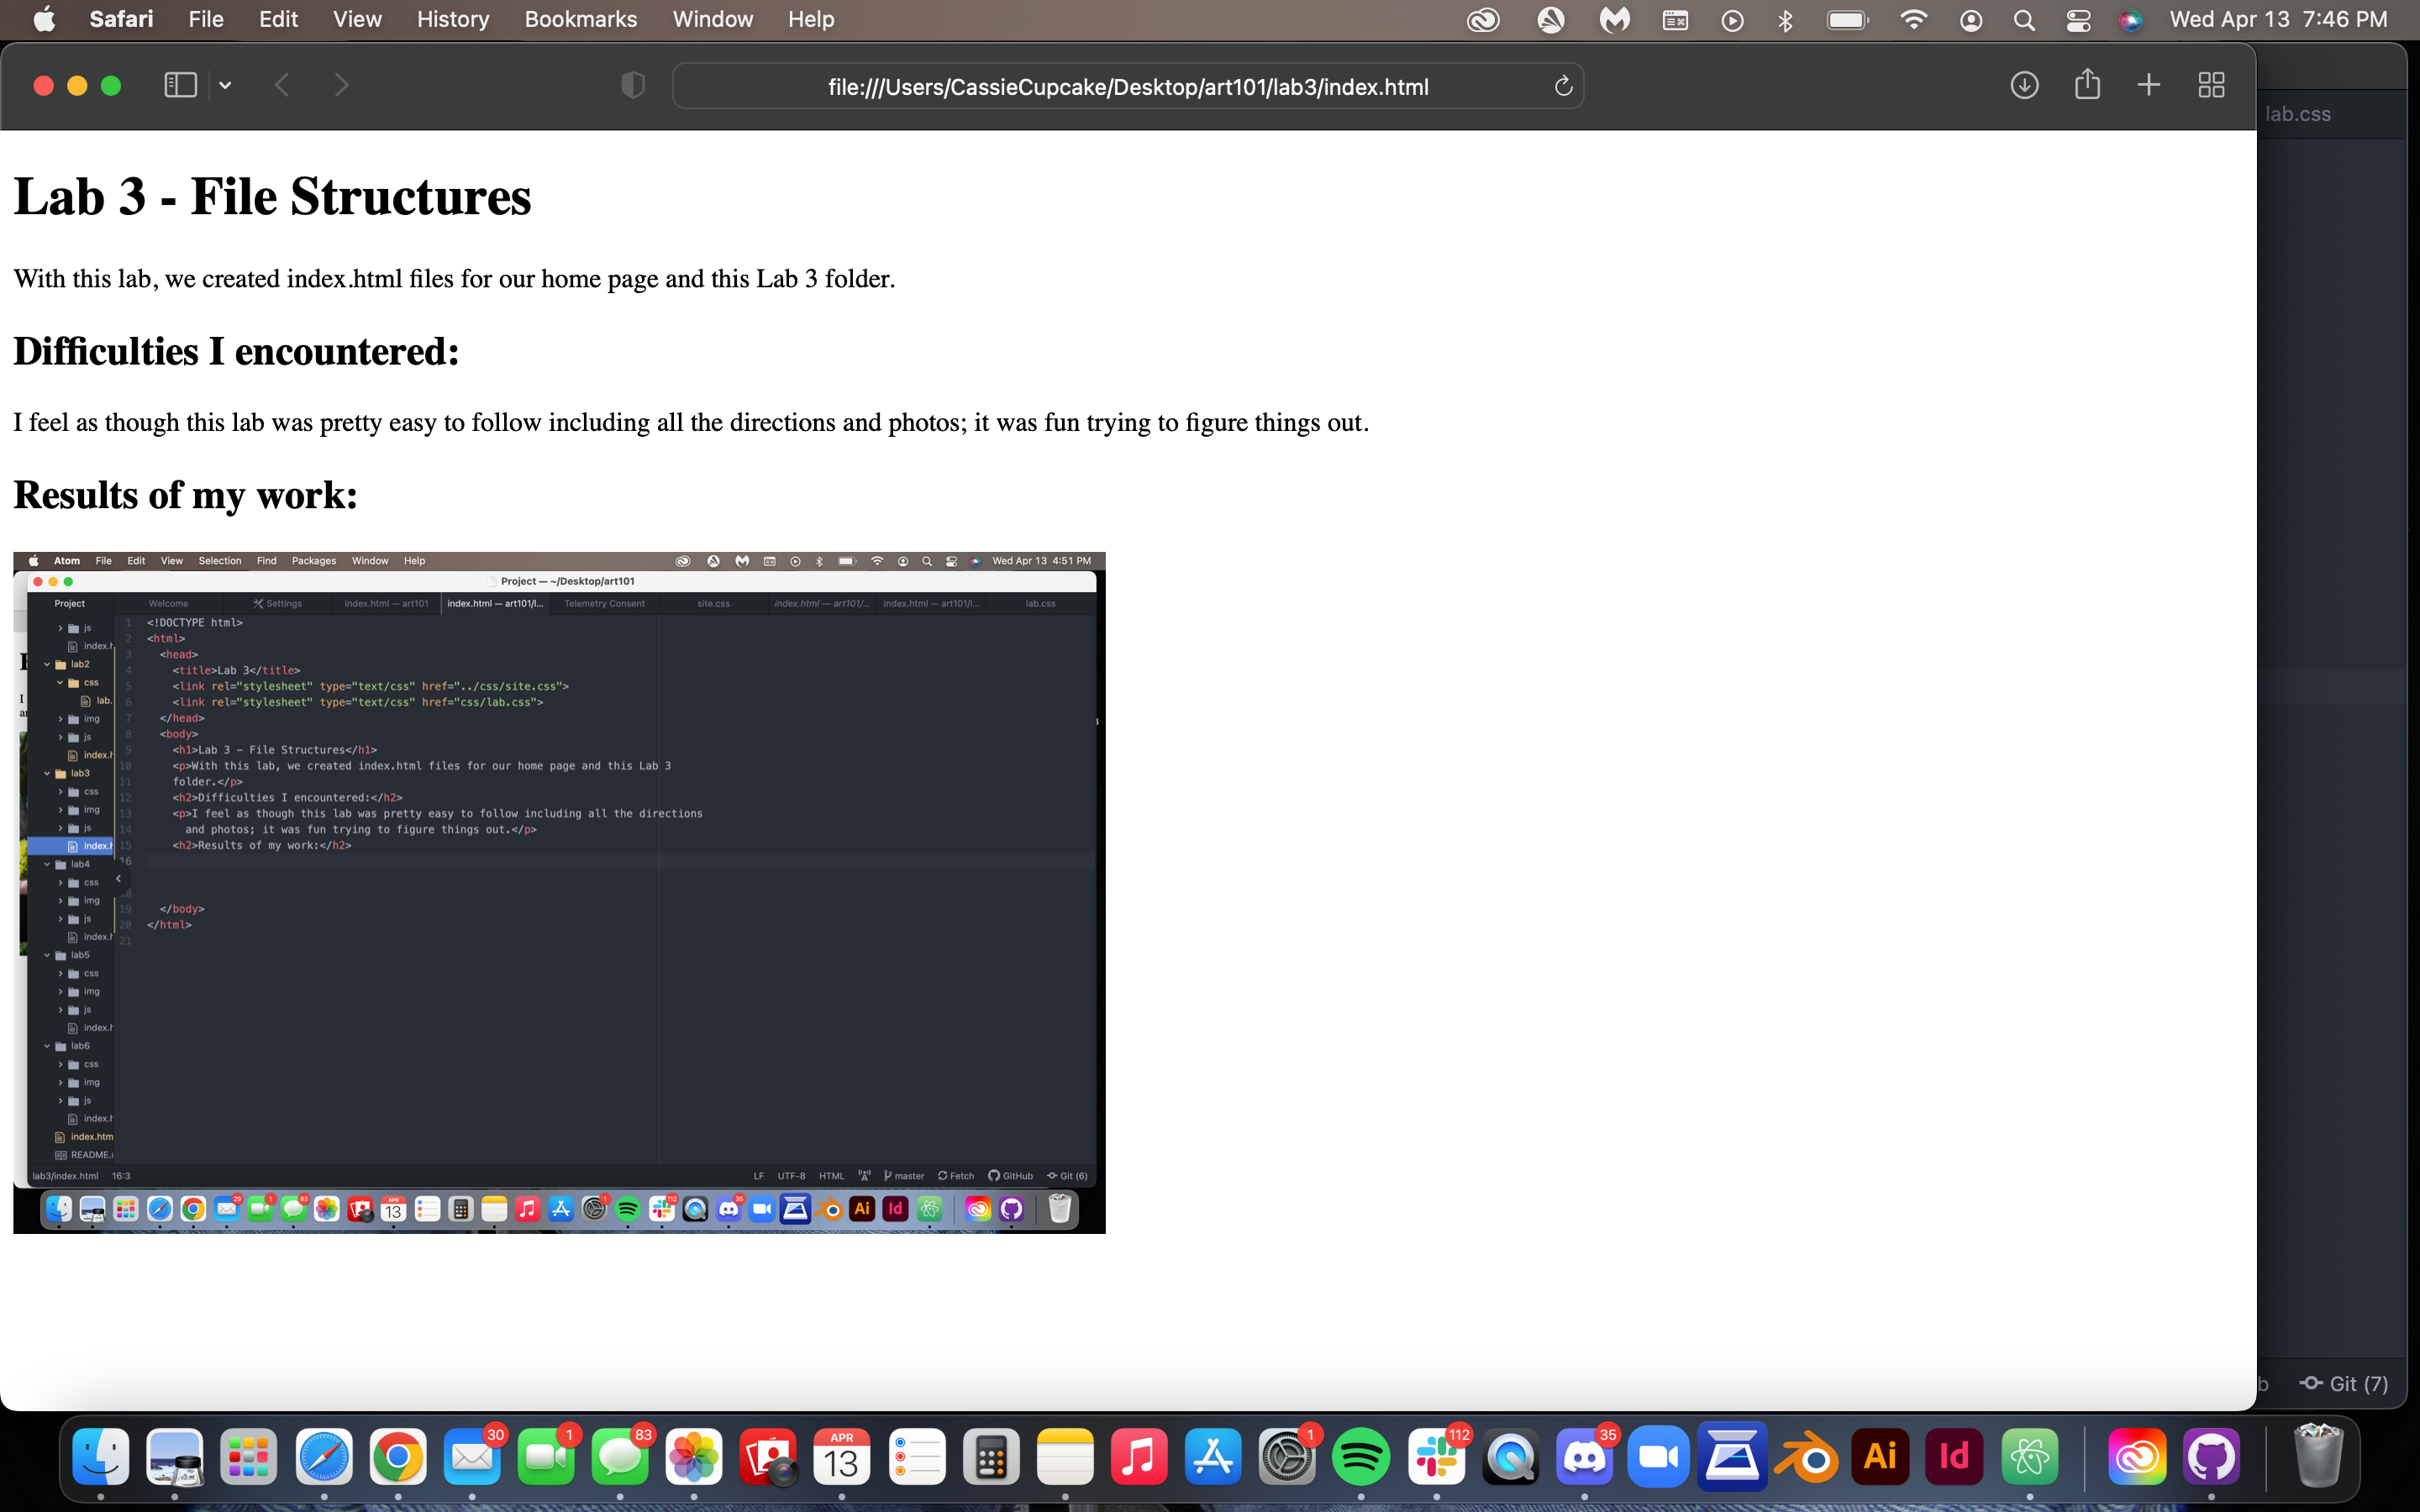 Safari File Edit View History Bookmarks Window Help Wed Apr 13 7:46 PM
file:///Users/CassieCupcake/Desktop/art101/lab3/index.html
lab.css
Lab 3 - File Structures
With this lab, we created index.html files for our home page and this Lab 3 folder.
Difficulties I encountered:
I feel as though this lab was pretty easy to follow including all the directions and photos; it was fun trying to figure things out.
Results of my work:
Atom File Edit View Selection Find Packages Window Help Wed Apr 13 4:51 PM
Project — ~/Desktop/art101
Project Welcome Settings index.html — art101 index.html — art101/l... Telemetry Consent site.css index.html — art101/... index.html — art101/l... lab.css
js
index.h
lab2
css
lab.
img
js
index.h
lab3
css
img
js
index.h
lab4
css
img
js
index.h
lab5
css
img
js
index.h
lab6
css
img
js
index.h
index.htm
README.
1 <!DOCTYPE html>
2 <html>
3 <head>
4 <title>Lab 3</title>
5 <link rel="stylesheet" type="text/css" href="../css/site.css">
6 <link rel="stylesheet" type="text/css" href="css/lab.css">
7 </head>
8 <body>
9 <h1>Lab 3 – File Structures</h1>
10 <p>With this lab, we created index.html files for our home page and this Lab 3
11 folder.</p>
12 <h2>Difficulties I encountered:</h2>
13 <p>I feel as though this lab was pretty easy to follow including all the directions
14 and photos; it was fun trying to figure things out.</p>
15 <h2>Results of my work:</h2>
16
18
19 </body>
20 </html>
21
lab3/index.html 16:3 LF UTF-8 HTML master Fetch GitHub Git (6)
29 1 83 APR 13 1 112 35 Ai Id
b Git (7)
30 1 83 APR 13 1 112 35 Ai Id